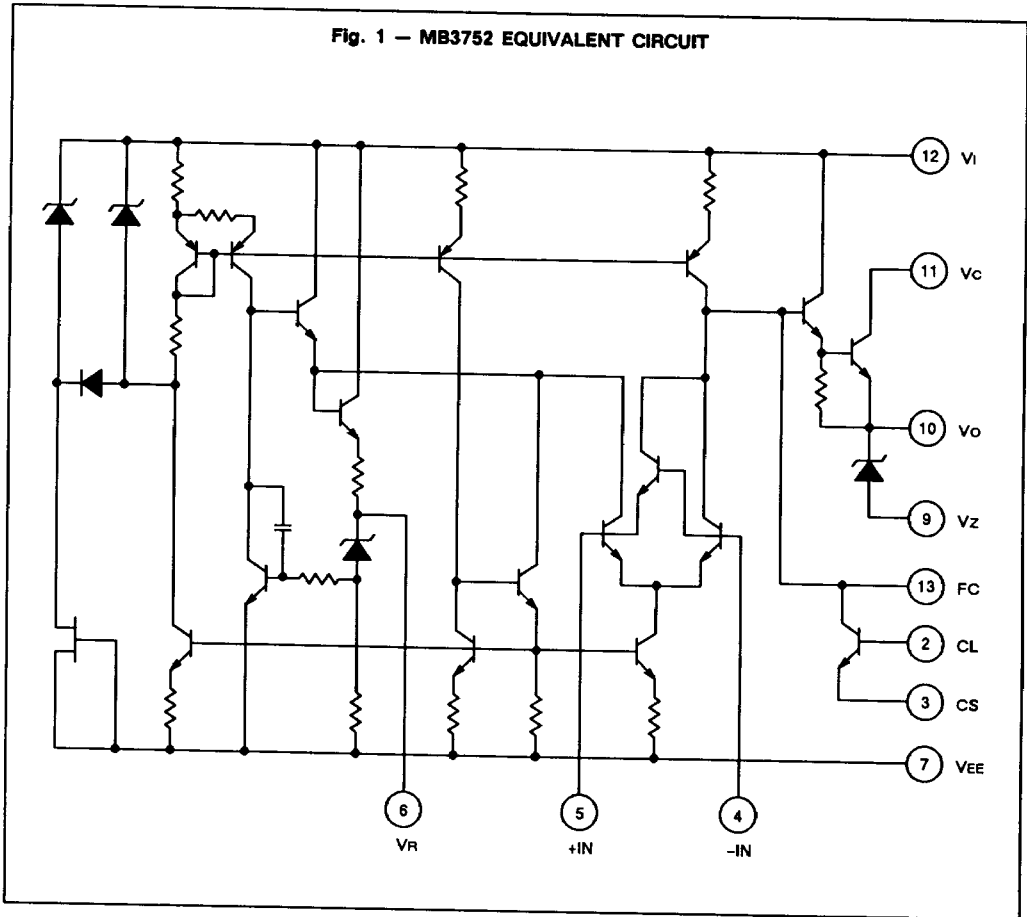 Fig. 1 — MB3752 EQUIVALENT CIRCUIT
12 VI
11 VC
10 VO
9 VZ
13 FC
2 CL
3 CS
7 VEE
6
VR
5
+IN
4
-IN